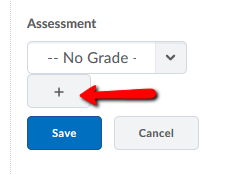 Assessment
-- No Grade -
+
Save Cancel